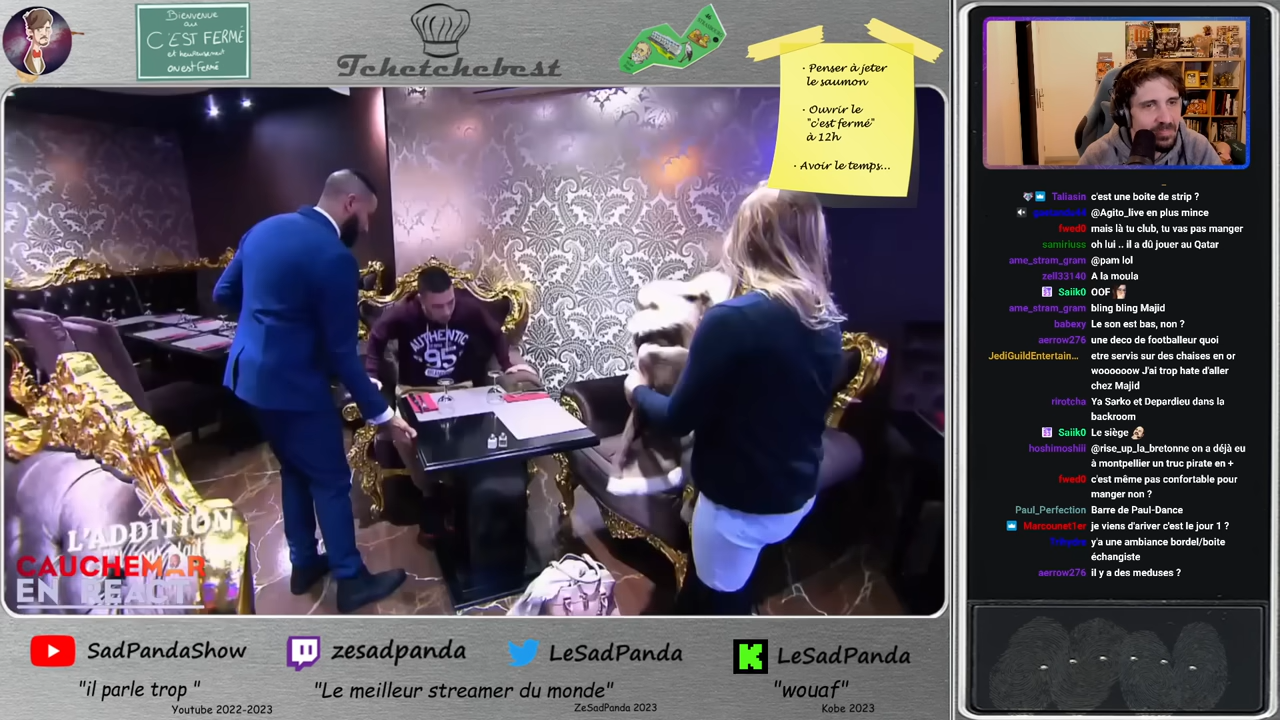 Bienvenue
au
C'EST FERMÉ
et heureusement
on est fermé
Tchetchebest
· Penser à jeter
le saumon
· Ouvrir le
"c'est fermé"
à 12h
· Avoir le temps...
AUTHENTIC
95
L'ADDITION
CAUCHEMAR
EN REACT
Taliasin c'est une boite de strip ?
@Agito_live en plus mince
fwed0 mais là tu club, tu vas pas manger
samiriuss oh lui .. il a dû jouer au Qatar
ame_stram_gram @pam lol
zell33140 A la moula
Saiik0 OOF
ame_stram_gram bling bling Majid
babexy Le son est bas, non ?
aerrow276 une deco de footballeur quoi
JediGuildEntertain... etre servis sur des chaises en or
woooooow J'ai trop hate d'aller
chez Majid
rirotcha Ya Sarko et Depardieu dans la
backroom
Saiik0 Le siège
hoshimoshiii @rise_up_la_bretonne on a déjà eu
à montpellier un truc pirate en +
fwed0 c'est même pas confortable pour
manger non ?
Paul_Perfection Barre de Paul-Dance
Marcounet1er je viens d'ariver c'est le jour 1 ?
y'a une ambiance bordel/boite
échangiste
aerrow276 il y a des meduses ?
SadPandaShow
zesadpanda
LeSadPanda
LeSadPanda
"il parle trop "
Youtube 2022-2023
"Le meilleur streamer du monde"
ZeSadPanda 2023
"wouaf"
Kobe 2023